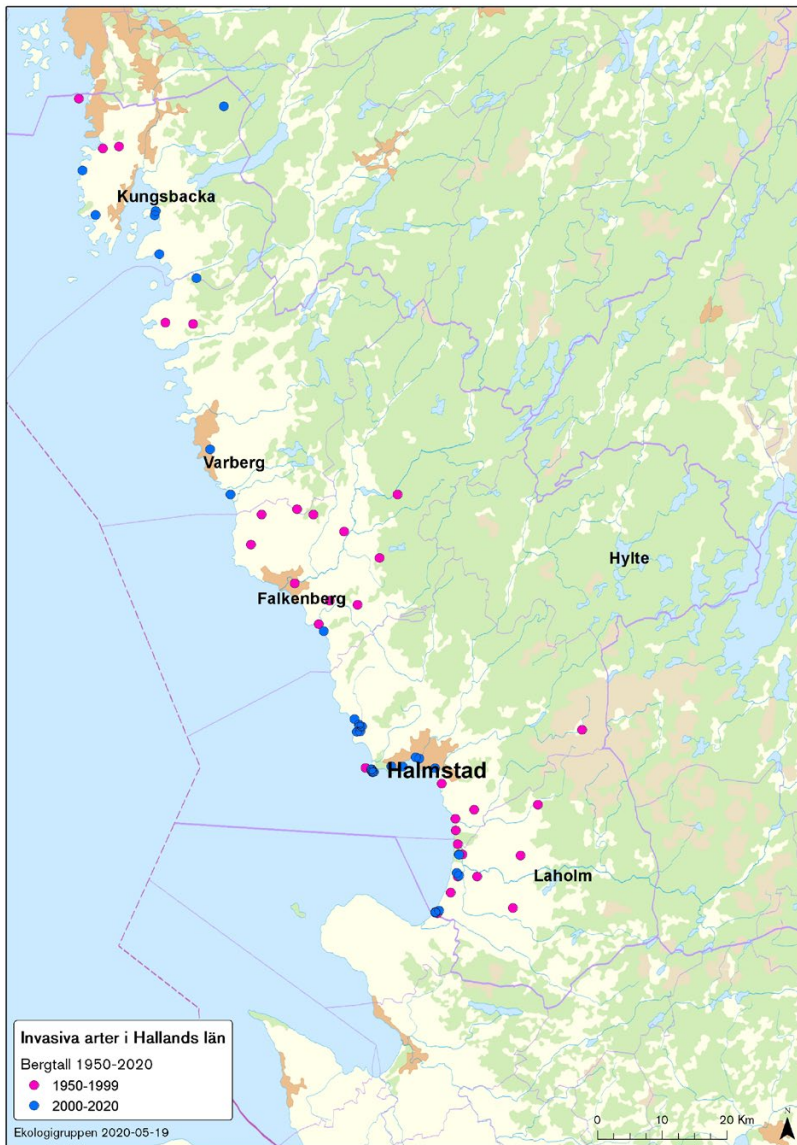 Kungsbacka
Varberg
Hylte
Falkenberg
Halmstad
Laholm
Invasiva arter i Hallands län
Bergtall 1950-2020
1950-1999
2000-2020
Ekologigruppen 2020-05-19
0 10 20 Km
N